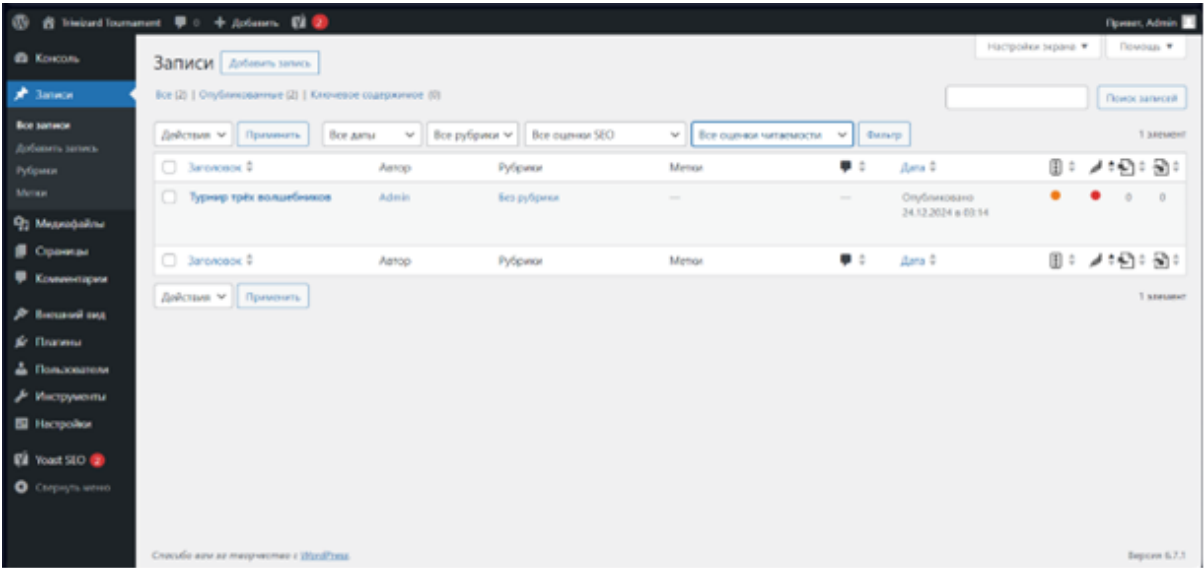 Triwizard Tournament 0 Добавить 2 Привет, Admin
Настройки экрана Помощь
Консоль
Записи
Все записи
Добавить запись
Рубрики
Метки
Медиафайлы
Страницы
Комментарии
Внешний вид
Плагины
Пользователи
Инструменты
Настройки
Yoast SEO 2
Свернуть меню
Записи Добавить запись
Все (2) | Опубликованные (2) | Ключевое содержимое (0)
Поиск записей
Действия Применить Все даты Все рубрики Все оценки SEO Все оценки читаемости Фильтр 1 элемент
Заголовок Автор Рубрики Метки Дата
Турнир трёх волшебников Admin Без рубрики — — Опубликовано 0 0
24.12.2024 в 03:14
Заголовок Автор Рубрики Метки Дата
Действия Применить 1 элемент
Спасибо вам за творчество с WordPress. Версия 6.7.1